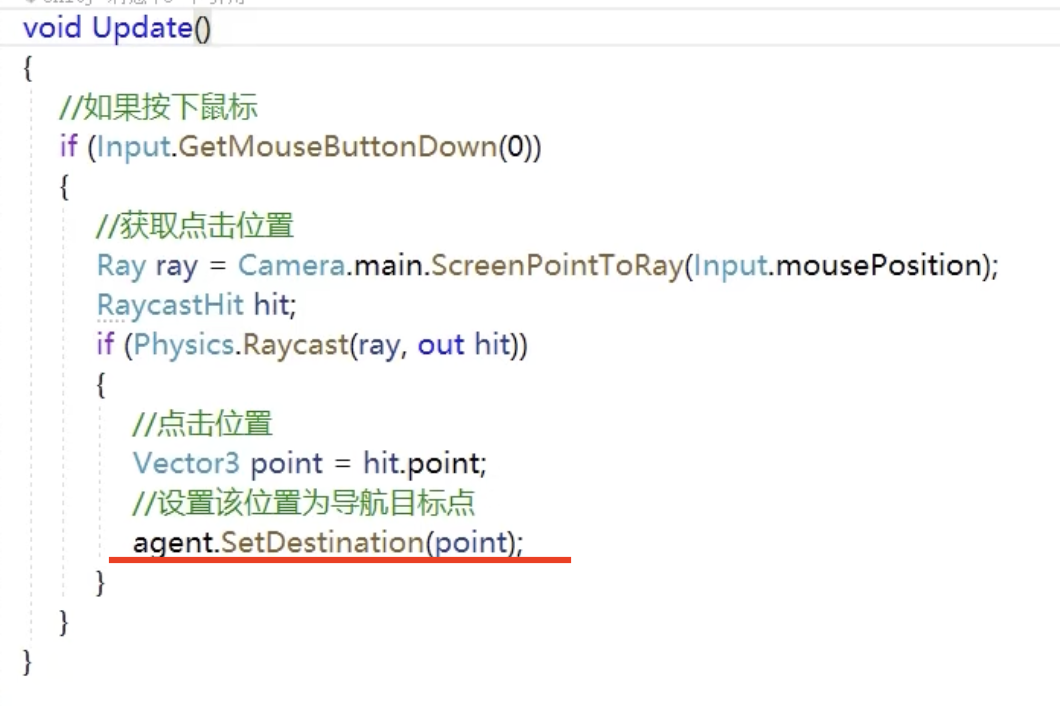 void Update()
{
//如果按下鼠标
if (Input.GetMouseButtonDown(0))
{
//获取点击位置
Ray ray = Camera.main.ScreenPointToRay(Input.mousePosition);
RaycastHit hit;
if (Physics.Raycast(ray, out hit))
{
//点击位置
Vector3 point = hit.point;
//设置该位置为导航目标点
agent.SetDestination(point);
}
}
}